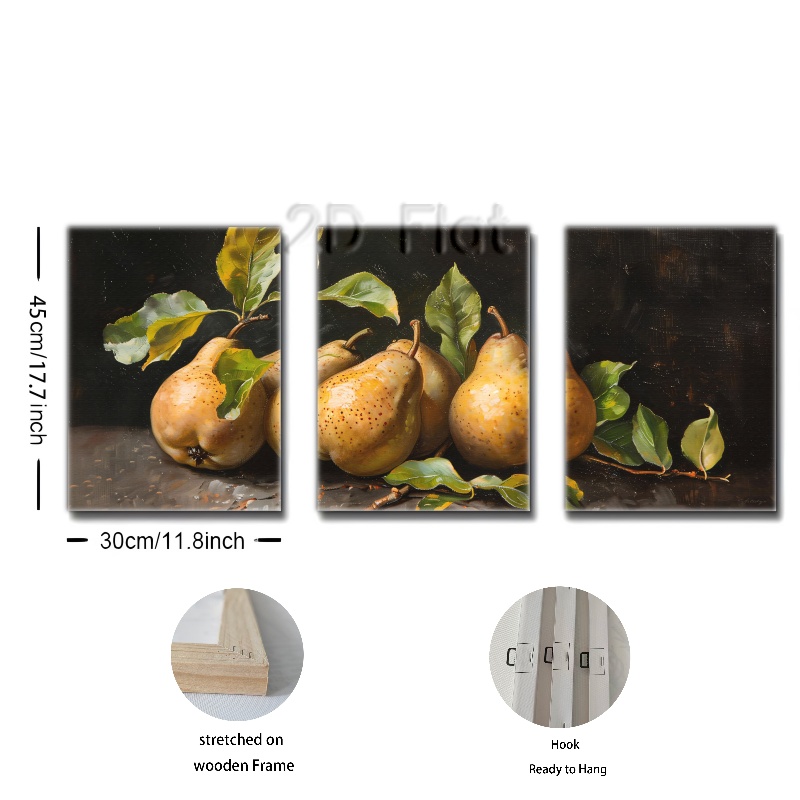 2D Flat
45cm/17.7inch
30cm/11.8inch
stretched on
wooden Frame
Hook
Ready to Hang